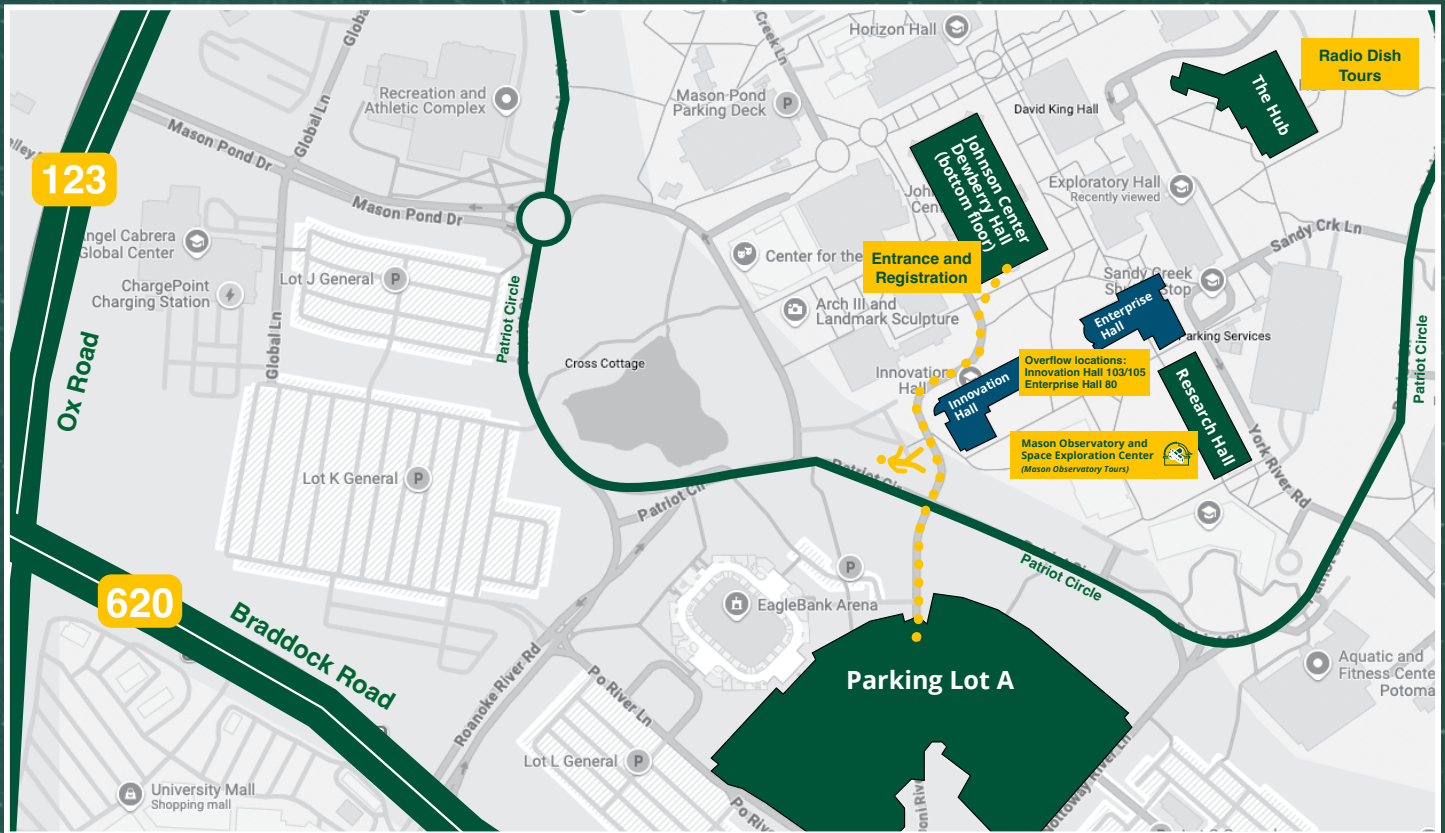 Horizon Hall
Creek Ln
Radio Dish
Tours
The Hub
Recreation and
Athletic Complex
Mason Pond
Parking Deck
David King Hall
Global Ln
Mason Pond Dr
123
Johnson Center
Dewberry Hall
(bottom floor)
Exploratory Hall
Recently viewed
Mason Pond Dr
Sandy Crk Ln
Angel Cabrera
Global Center
Center for the
Entrance and
Registration
Lot J General
P
ChargePoint
Charging Station
Sandy Creek
Enterprise
Hall
Parking Services
Arch III and
Landmark Sculpture
Patriot Circle
Global Ln
Ox Road
Cross Cottage
Innovation
Hall
Overflow locations:
Innovation Hall 103/105
Enterprise Hall 80
Innovation
Hall
Research Hall
Patriot Circle
Mason Observatory and
Space Exploration Center
(Mason Observatory Tours)
Lot K General
P
Patriot Cir
Patriot Cir
York River Rd
Patriot Circle
620
Braddock Road
P
EagleBank Arena
Parking Lot A
Roanoke River Rd
Po River Ln
Aquatic and
Lot L General
P
University Mall
Shopping mall